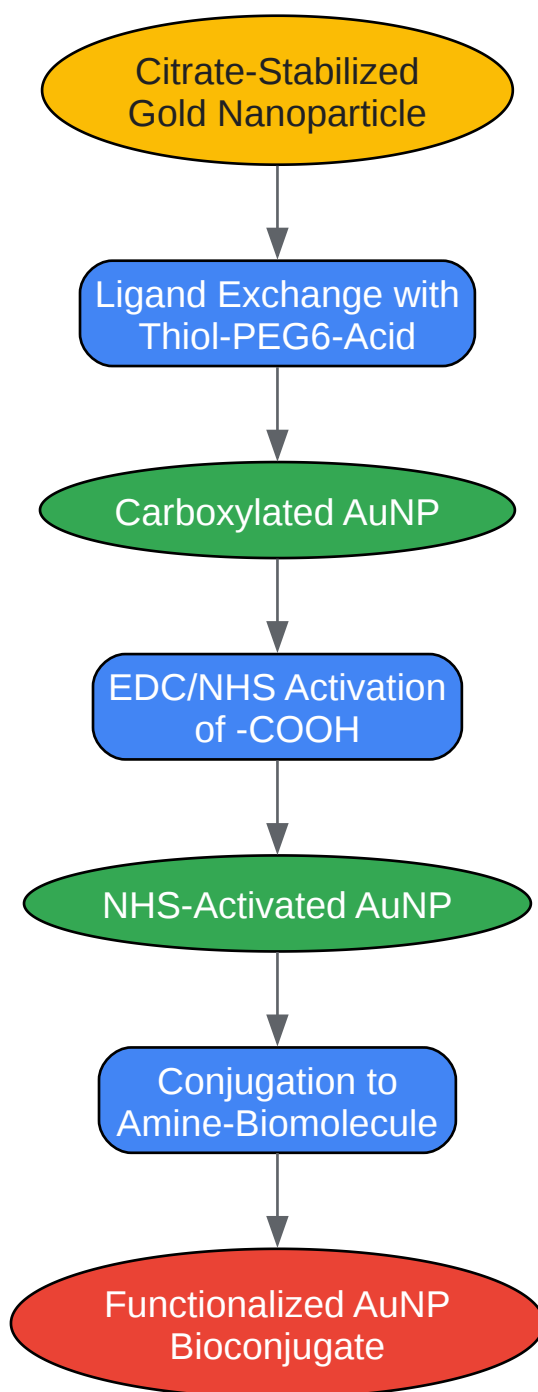 Citrate-Stabilized
Gold Nanoparticle
Ligand Exchange with
Thiol-PEG6-Acid
Carboxylated AuNP
EDC/NHS Activation
of -COOH
NHS-Activated AuNP
Conjugation to
Amine-Biomolecule
Functionalized AuNP
Bioconjugate